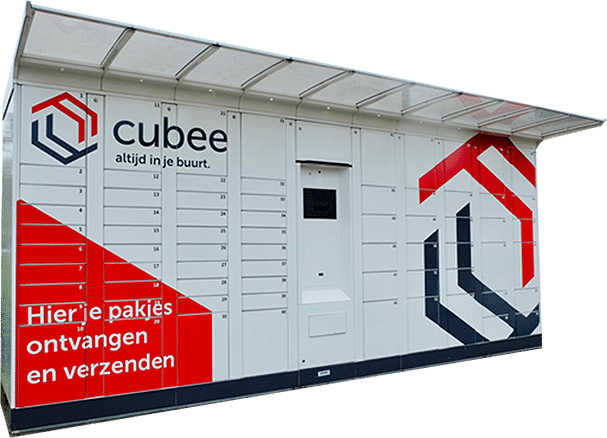 cubee
altijd in je buurt.
Hier je pakjes
ontvangen
en verzenden